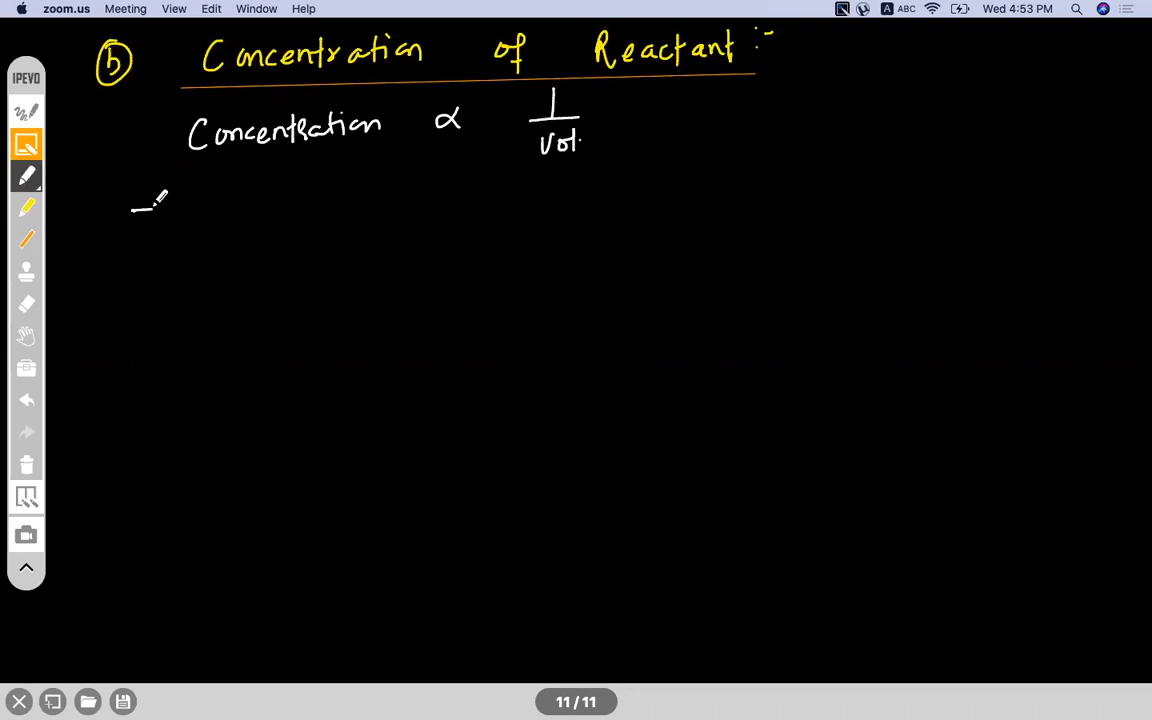 zoom.us Meeting View Edit Window Help A ABC Wed 4:53 PM
ⓑ Concentration of Reactant :-
IPEVO
Concentration ∝ 1/vol.
11 / 11